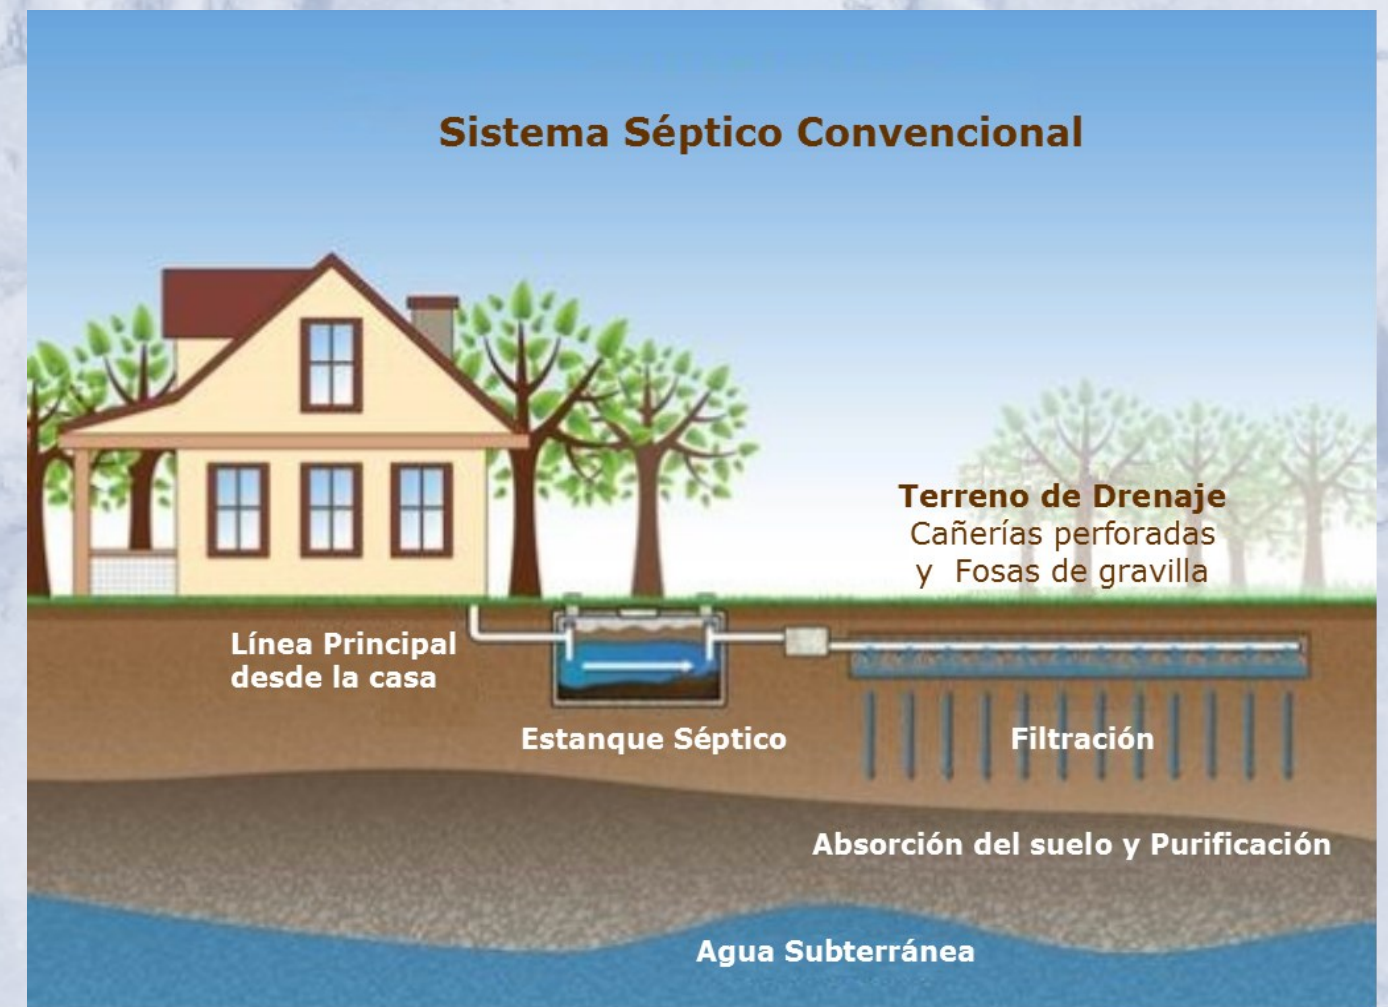 Sistema Séptico Convencional
Terreno de Drenaje
Cañerías perforadas
y Fosas de gravilla
Línea Principal
desde la casa
Estanque Séptico
Filtración
Absorción del suelo y Purificación
Agua Subterránea